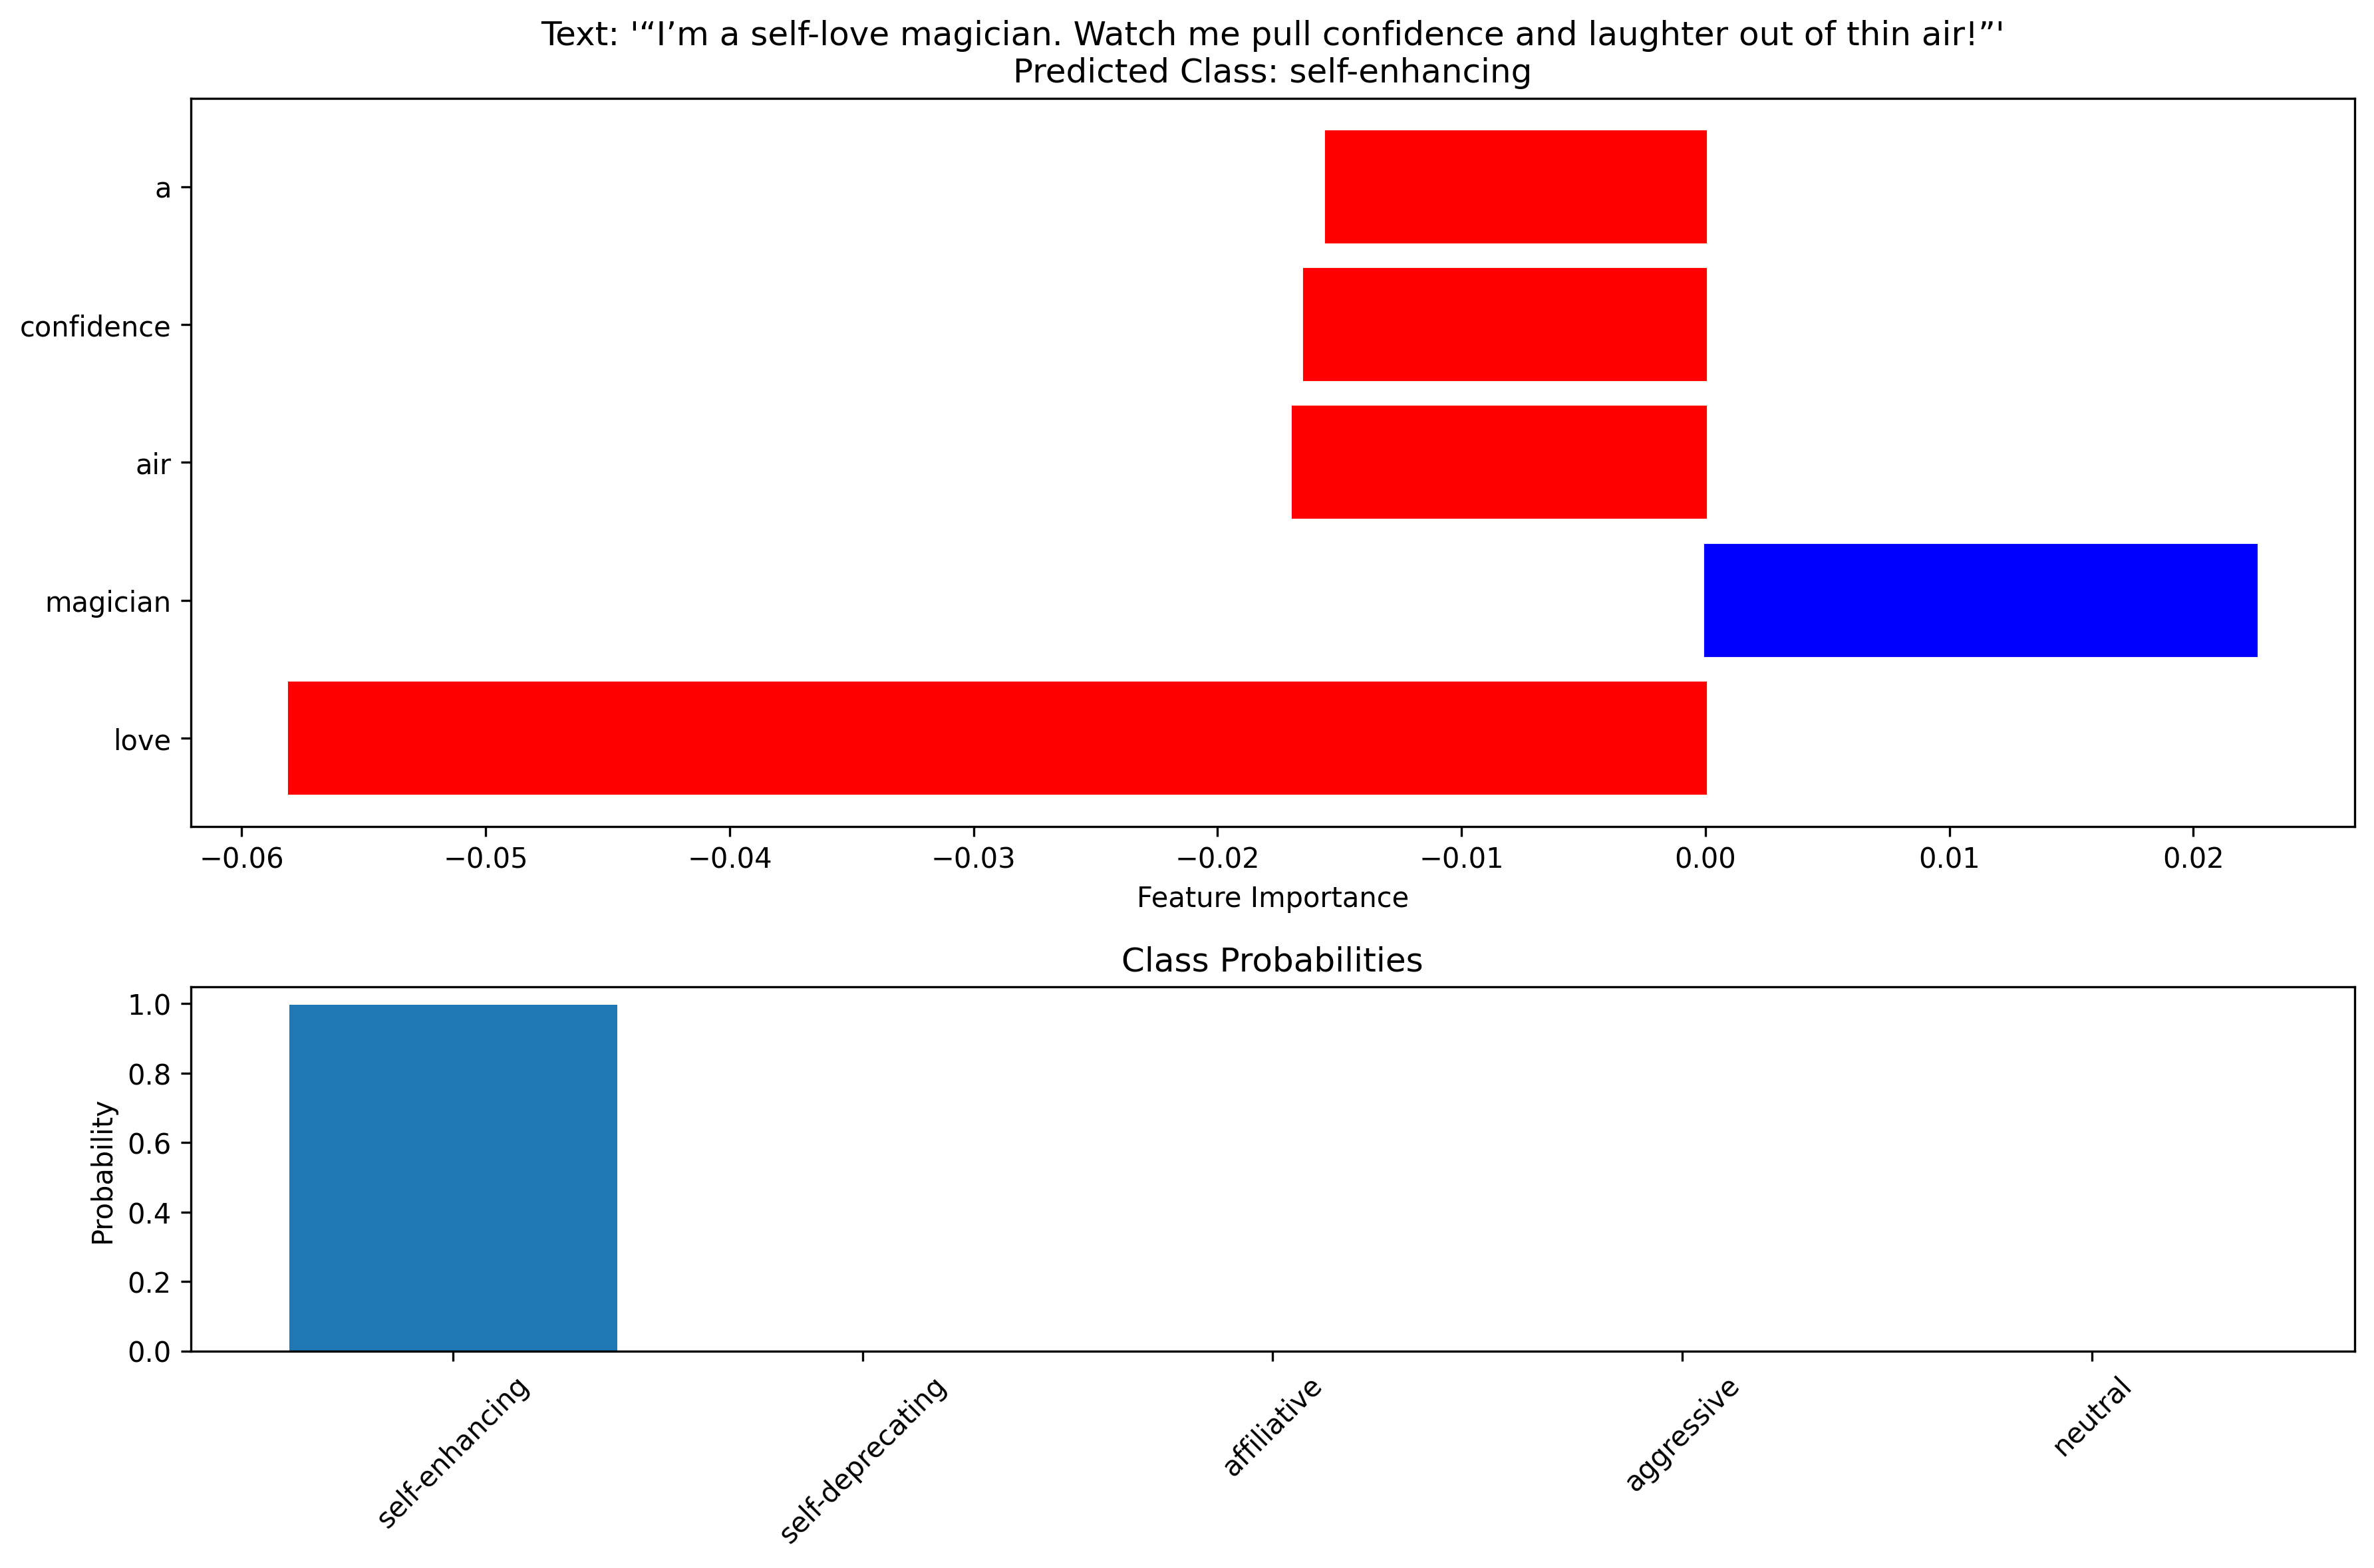 Text: '“I’m a self-love magician. Watch me pull confidence and laughter out of thin air!”'
Predicted Class: self-enhancing
a
confidence
air
magician
love
−0.06 −0.05 −0.04 −0.03 −0.02 −0.01 0.00 0.01 0.02
Feature Importance
Class Probabilities
Probability
1.0
0.8
0.6
0.4
0.2
0.0
self-enhancing
self-deprecating
affiliative
aggressive
neutral